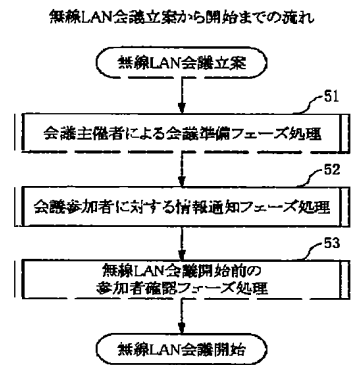 無線LAN会議立案から開始までの流れ
無線LAN会議立案
51
会議主催者による会議準備フェーズ処理
52
会議参加者に対する情報通知フェーズ処理
53
無線LAN会議開始前の
参加者確認フェーズ処理
無線LAN会議開始